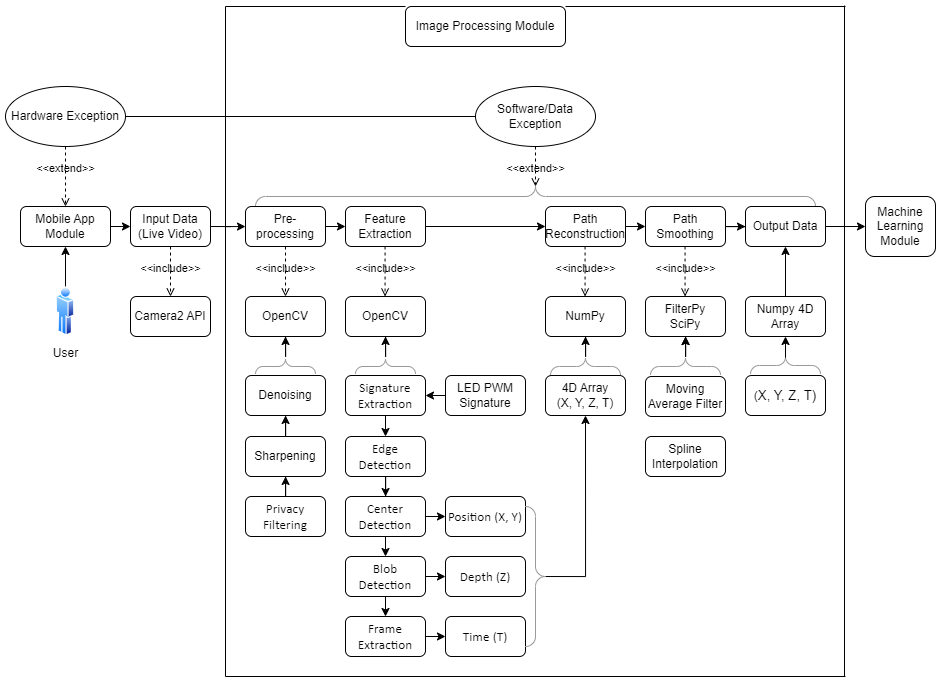 Image Processing Module
Hardware Exception
Software/Data
Exception
<<extend>>
<<extend>>
Mobile App
Module
Input Data
(Live Video)
Pre-
processing
Feature
Extraction
Path
Reconstruction
Path
Smoothing
Output Data
Machine
Learning
Module
<<include>>
<<include>>
<<include>>
<<include>>
<<include>>
User
Camera2 API
OpenCV
OpenCV
NumPy
FilterPy
SciPy
Numpy 4D
Array
Denoising
Signature
Extraction
LED PWM
Signature
4D Array
(X, Y, Z, T)
Moving
Average Filter
(X, Y, Z, T)
Sharpening
Edge
Detection
Spline
Interpolation
Privacy
Filtering
Center
Detection
Position (X, Y)
Blob
Detection
Depth (Z)
Frame
Extraction
Time (T)